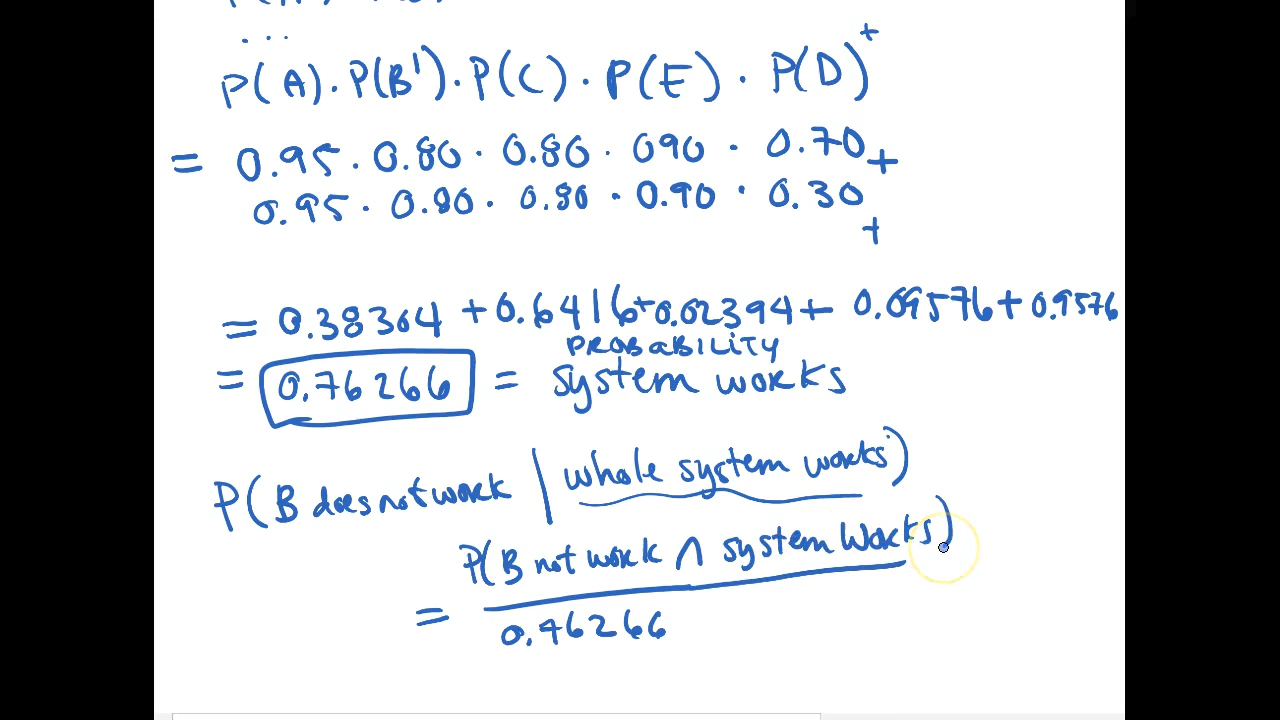 ...
P(A) · P(B') · P(C) · P(E) · P(D) +
= 0.95 · 0.80 · 0.80 · 090 · 0.70 +
0.95 · 0.80 · 0.80 · 0.90 · 0.30
+
= 0.38304 + 0.6416 + 0.02394 + 0.09576 + 0.9576
PROBABILITY
= 0.76266 = system works
P(B does not work | whole system works)
P(B not work ∩ system works)
=
0.46266